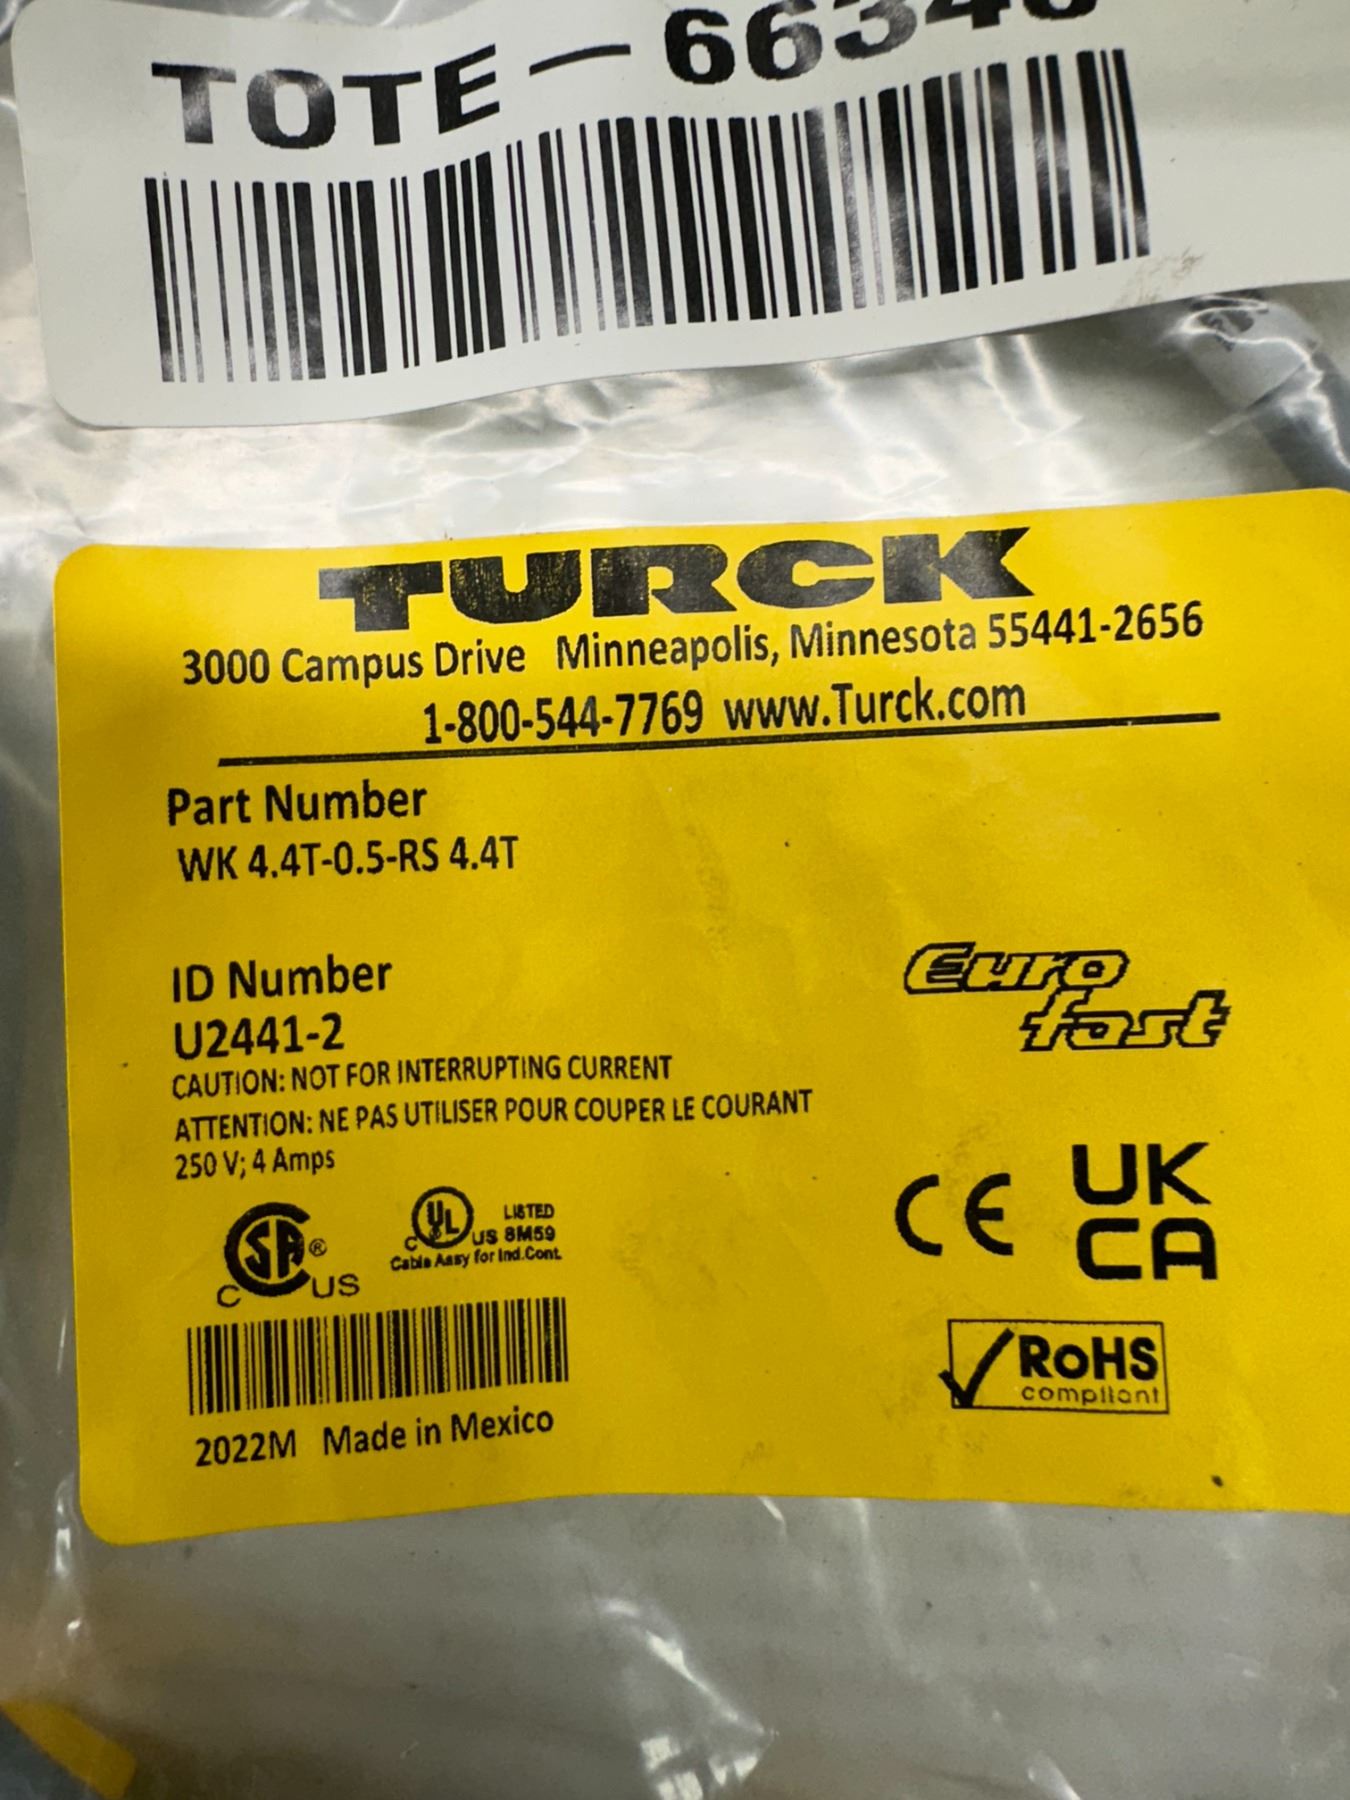 TOTE-66340
TURCK
3000 Campus Drive Minneapolis, Minnesota 55441-2656
1-800-544-7769 www.Turck.com
Part Number
WK 4.4T-0.5-RS 4.4T
ID Number
U2441-2
Euro
fast
CAUTION: NOT FOR INTERRUPTING CURRENT
ATTENTION: NE PAS UTILISER POUR COUPER LE COURANT
250 V; 4 Amps
C SA ® US
C UL US LISTED 8M59
Cable Assy for Ind.Cont.
CE
UK
CA
RoHS
compliant
2022M Made in Mexico